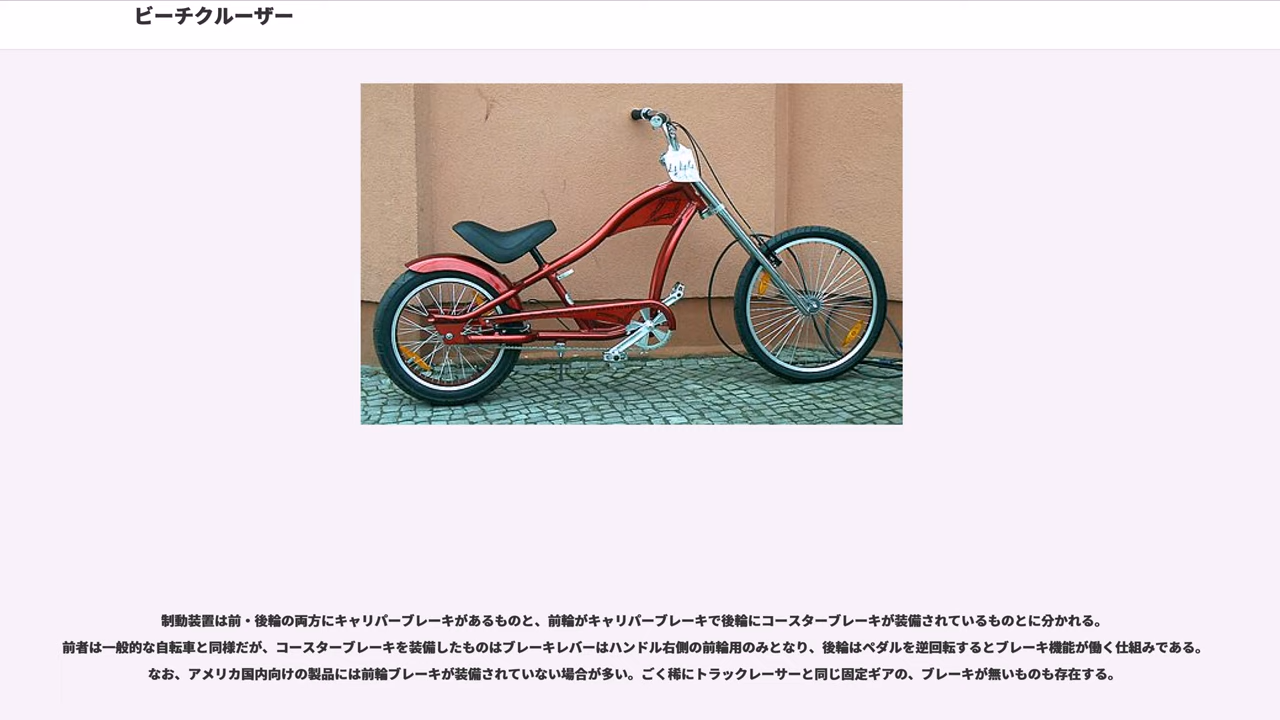 ビーチクルーザー
制動装置は前・後輪の両方にキャリパーブレーキがあるものと、前輪がキャリパーブレーキで後輪にコースターブレーキが装備されているものとに分かれる。
前者は一般的な自転車と同様だが、コースターブレーキを装備したものはブレーキレバーはハンドル右側の前輪用のみとなり、後輪はペダルを逆回転するとブレーキ機能が働く仕組みである。
なお、アメリカ国内向けの製品には前輪ブレーキが装備されていない場合が多い。ごく稀にトラックレーサーと同じ固定ギアの、ブレーキが無いものも存在する。